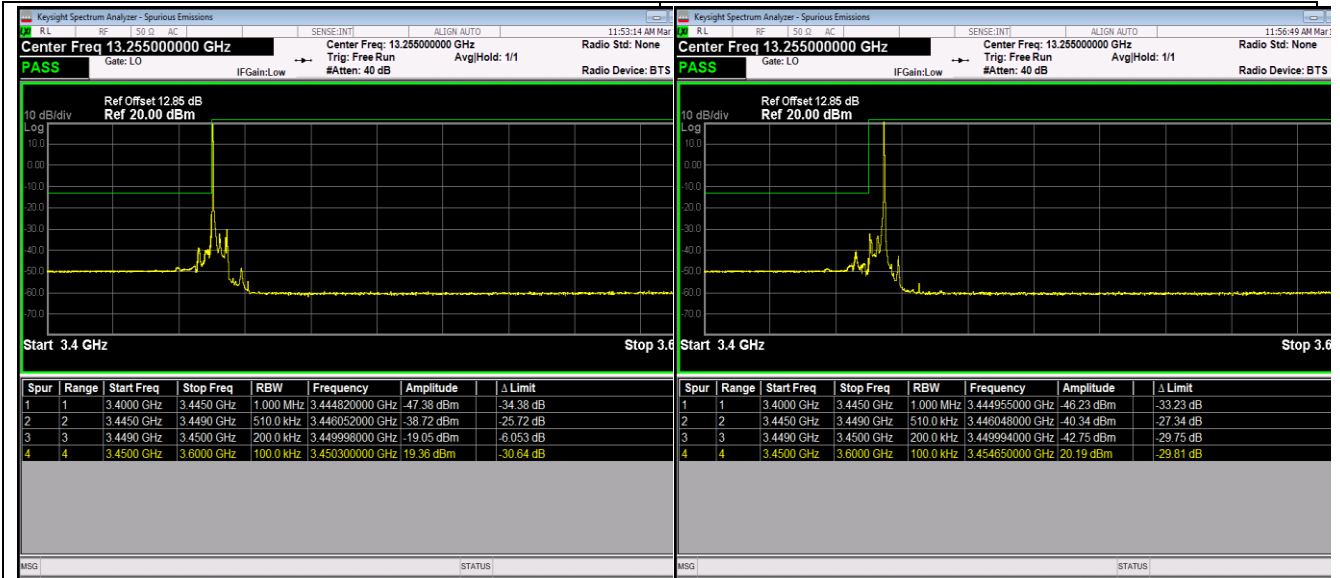 Keysight Spectrum Analyzer - Spurious Emissions
RL RF 50 Ω AC SENSE:INT ALIGN AUTO 11:53:14 AM Mar
Center Freq 13.255000000 GHz Center Freq: 13.255000000 GHz Radio Std: None
Gate: LO Trig: Free Run Avg|Hold: 1/1
PASS IFGain:Low #Atten: 40 dB Radio Device: BTS
Ref Offset 12.85 dB
10 dB/div Ref 20.00 dBm
Log
10.0
0.00
-10.0
-20.0
-30.0
-40.0
-50.0
-60.0
-70.0
Start 3.4 GHz Stop 3.6
Spur Range Start Freq Stop Freq RBW Frequency Amplitude Δ Limit
1 1 3.4000 GHz 3.4450 GHz 1.000 MHz 3.444820000 GHz -47.38 dBm -34.38 dB
2 2 3.4450 GHz 3.4490 GHz 510.0 kHz 3.446052000 GHz -38.72 dBm -25.72 dB
3 3 3.4490 GHz 3.4500 GHz 200.0 kHz 3.449998000 GHz -19.05 dBm -6.053 dB
4 4 3.4500 GHz 3.6000 GHz 100.0 kHz 3.450300000 GHz 19.36 dBm -30.64 dB
MSG STATUS
Keysight Spectrum Analyzer - Spurious Emissions
RL RF 50 Ω AC SENSE:INT ALIGN AUTO 11:56:49 AM Mar
Center Freq 13.255000000 GHz Center Freq: 13.255000000 GHz Radio Std: None
Gate: LO Trig: Free Run Avg|Hold: 1/1
PASS IFGain:Low #Atten: 40 dB Radio Device: BTS
Ref Offset 12.85 dB
10 dB/div Ref 20.00 dBm
Log
10.0
0.00
-10.0
-20.0
-30.0
-40.0
-50.0
-60.0
-70.0
Start 3.4 GHz Stop 3.6
Spur Range Start Freq Stop Freq RBW Frequency Amplitude Δ Limit
1 1 3.4000 GHz 3.4450 GHz 1.000 MHz 3.444955000 GHz -46.23 dBm -33.23 dB
2 2 3.4450 GHz 3.4490 GHz 510.0 kHz 3.446048000 GHz -40.34 dBm -27.34 dB
3 3 3.4490 GHz 3.4500 GHz 200.0 kHz 3.449994000 GHz -42.75 dBm -29.75 dB
4 4 3.4500 GHz 3.6000 GHz 100.0 kHz 3.454650000 GHz 20.19 dBm -29.81 dB
MSG STATUS